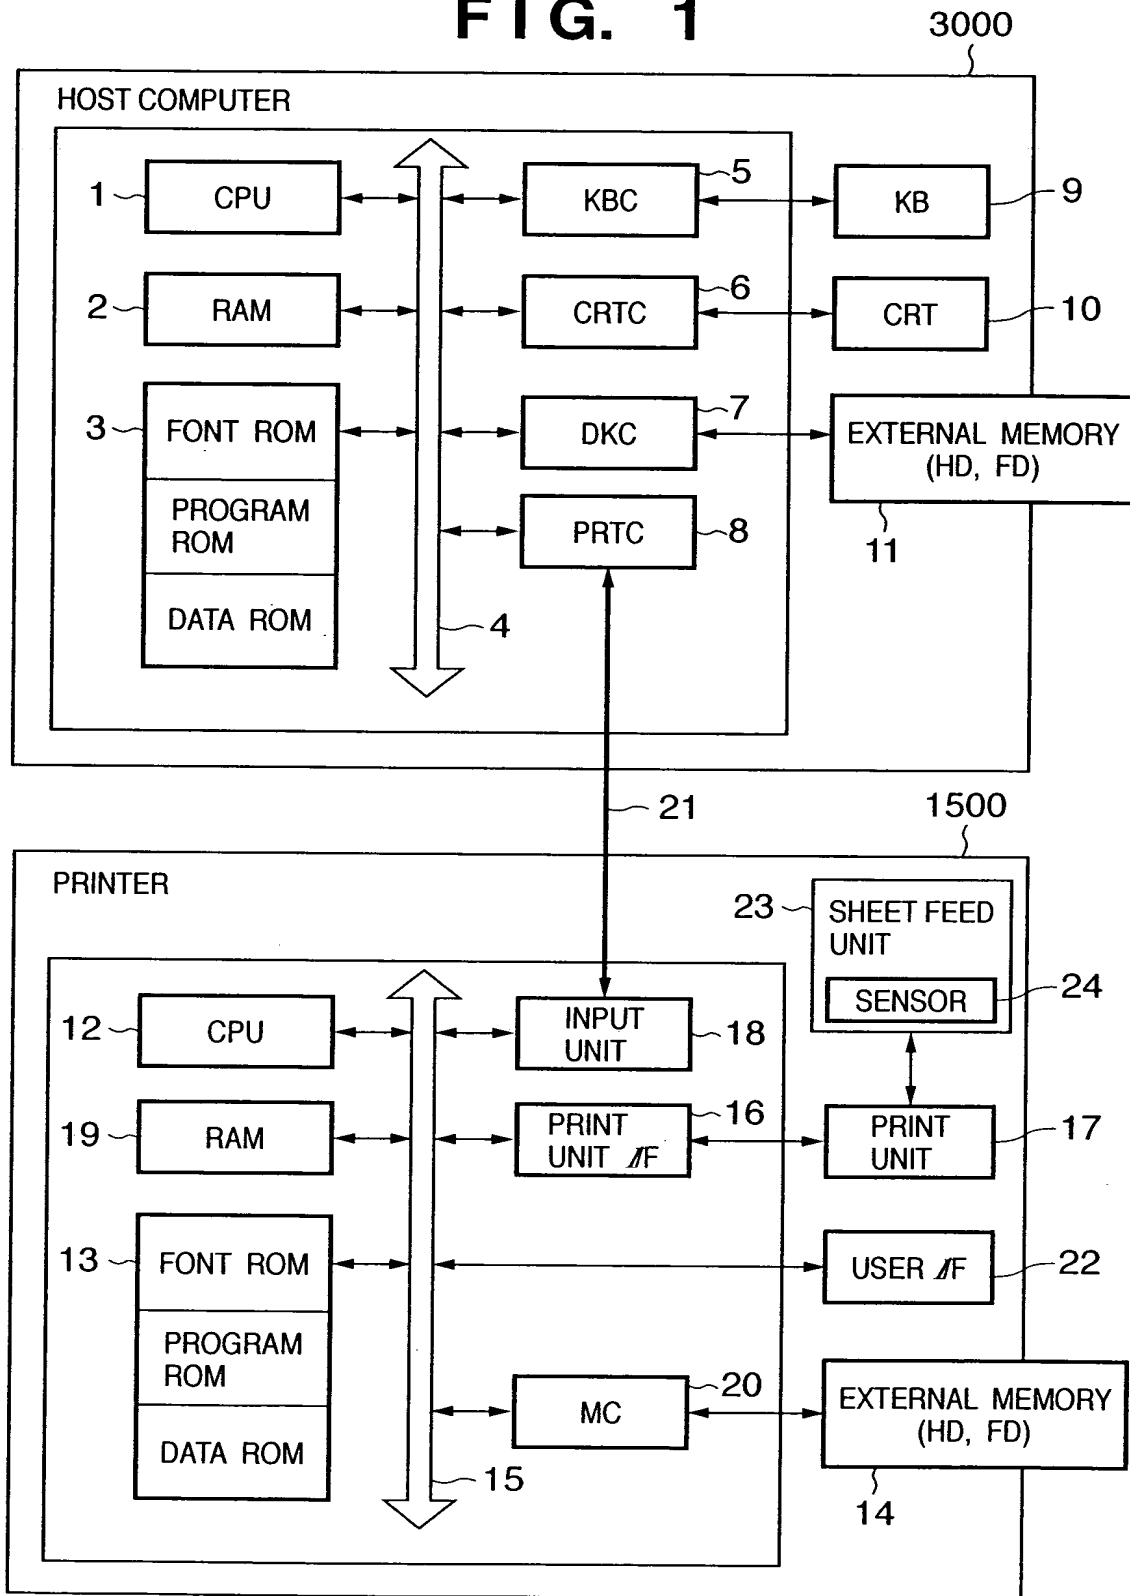 FIG. 1
3000
HOST COMPUTER
1 CPU
5 KBC
KB 9
2 RAM
6 CRTC
CRT 10
3 FONT ROM
7 DKC
EXTERNAL MEMORY
(HD, FD)
11
PROGRAM
ROM
PRTC 8
DATA ROM
4
21
1500
PRINTER
23 SHEET FEED
UNIT
SENSOR 24
12 CPU
INPUT
UNIT
18
19 RAM
16
PRINT
UNIT I/F
PRINT
UNIT
17
13 FONT ROM
USER I/F 22
PROGRAM
ROM
20
MC
EXTERNAL MEMORY
(HD, FD)
14
DATA ROM
15